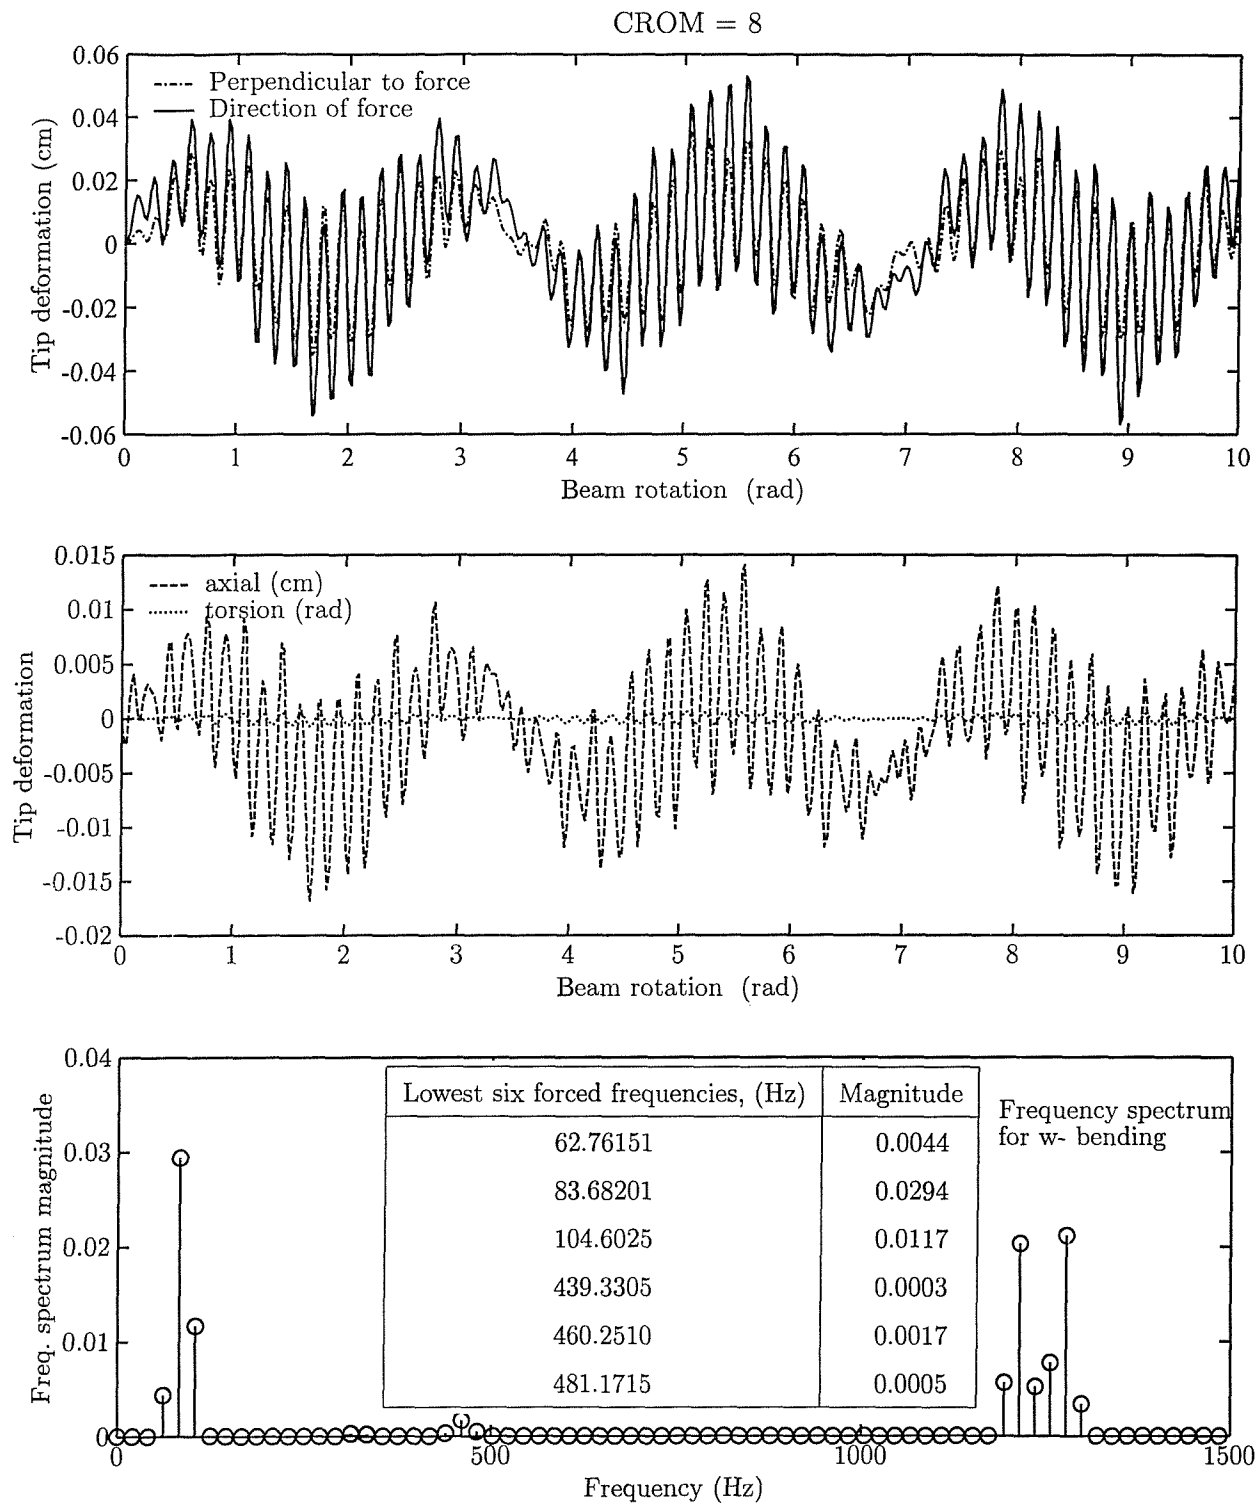 CROM = 8
0.06
0.04
0.02
0
-0.02
-0.04
-0.06
Tip deformation (cm)
Perpendicular to force
Direction of force
0 1 2 3 4 5 6 7 8 9 10
Beam rotation (rad)
0.015
0.01
0.005
0
-0.005
-0.01
-0.015
-0.02
Tip deformation
axial (cm)
torsion (rad)
0 1 2 3 4 5 6 7 8 9 10
Beam rotation (rad)
0.04
0.03
0.02
0.01
0
Freq. spectrum magnitude
Lowest six forced frequencies, (Hz) Magnitude
62.76151 0.0044
83.68201 0.0294
104.6025 0.0117
439.3305 0.0003
460.2510 0.0017
481.1715 0.0005
Frequency spectrum
for w- bending
0 500 1000 1500
Frequency (Hz)